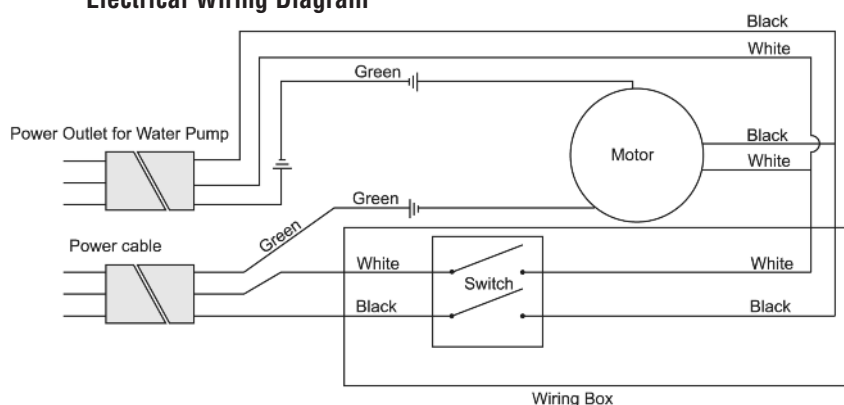 Electrical Wiring Diagram
Black
White
Green
Power Outlet for Water Pump
Black
Motor
White
Green
Green
Power cable
White
White
Switch
Black
Black
Wiring Box